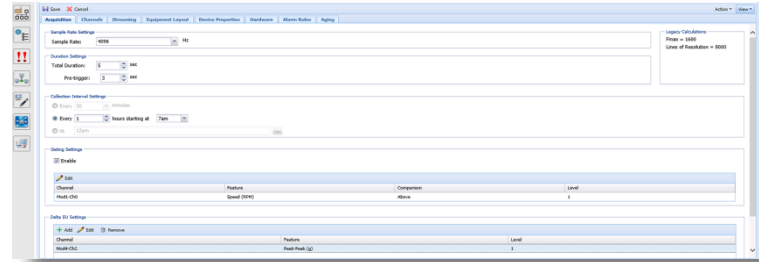 Save Cancel Action View
Acquisition Channels Streaming Equipment Layout Device Properties Hardware Alarm Rules Aging
Sample Rate Settings
Sample Rate: 4096 Hz
Legacy Calculations
Fmax = 1600
Lines of Resolution = 8000
Duration Settings
Total Duration: 5 sec
Pre-trigger: 3 sec
Collection Interval Settings
Every 30 minutes
Every 1 hours starting at 7am
At 12pm
Gating Settings
Enable
Edit
Channel Feature Comparison Level
Mod1-Ch0 Speed (RPM) Above 1
Delta EU Settings
Add Edit Remove
Channel Feature Level
Mod4-Ch2 Peak-Peak (g) 1